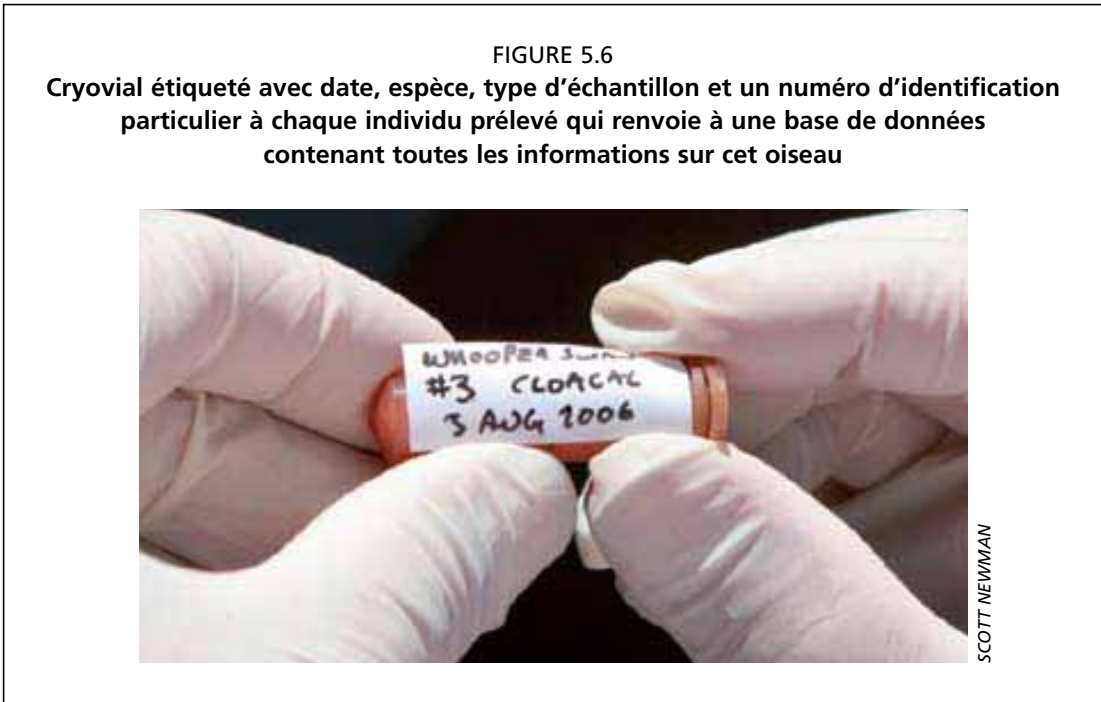 FIGURE 5.6
Cryovial étiqueté avec date, espèce, type d’échantillon et un numéro d’identification
particulier à chaque individu prélevé qui renvoie à une base de données
contenant toutes les informations sur cet oiseau
WHOOPER
#3 CLOACAL
3 AUG 2006
SCOTT NEWMAN